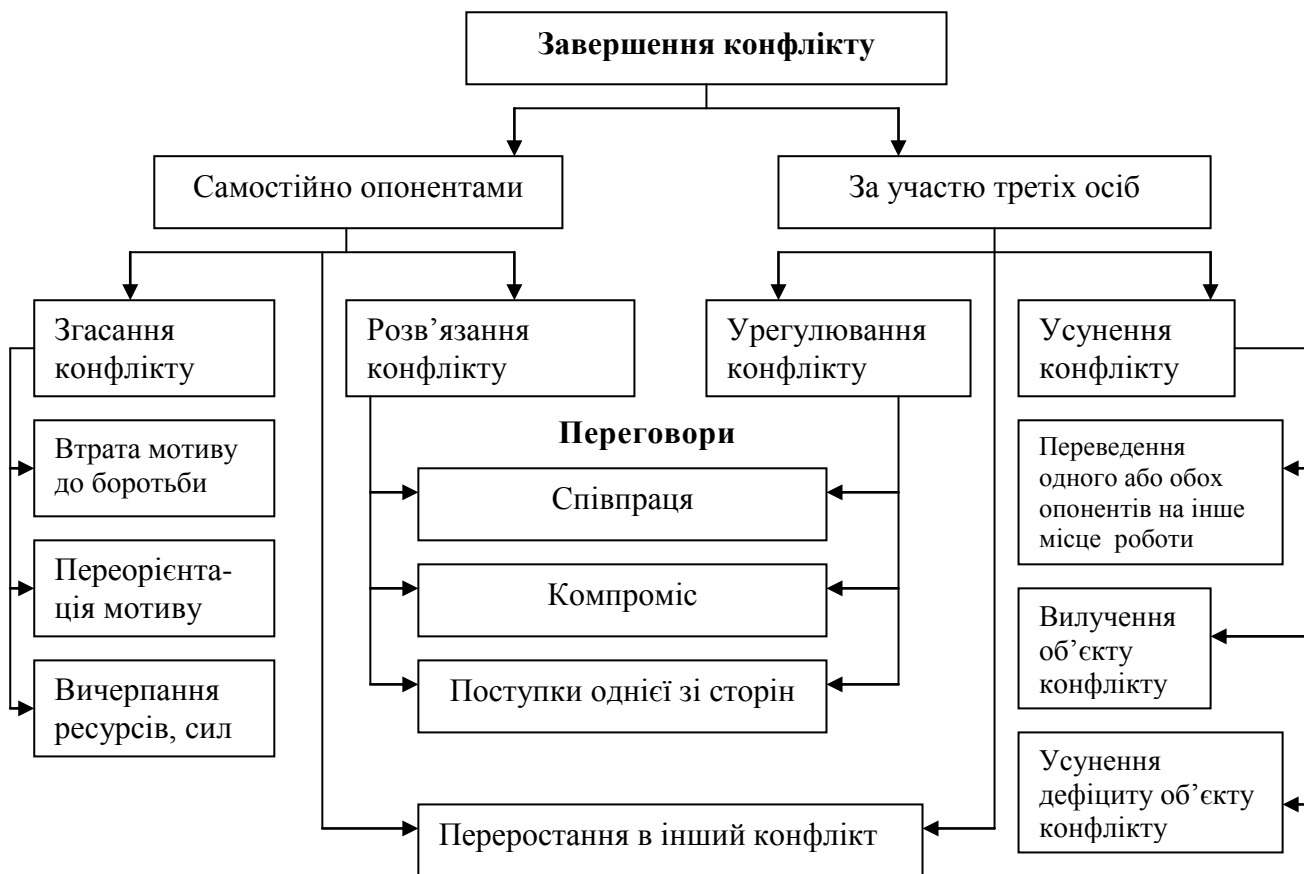 Завершення конфлікту
Самостійно опонентами
За участю третіх осіб
Згасання
конфлікту
Розв’язання
конфлікту
Урегулювання
конфлікту
Усунення
конфлікту
Втрата мотиву
до боротьби
Переорієнта-
ція мотиву
Вичерпання
ресурсів, сил
Переговори
Співпраця
Компроміс
Поступки однієї зі сторін
Переростання в інший конфлікт
Переведення
одного або обох
опонентів на інше
місце роботи
Вилучення
об’єкту
конфлікту
Усунення
дефіциту об’єкту
конфлікту